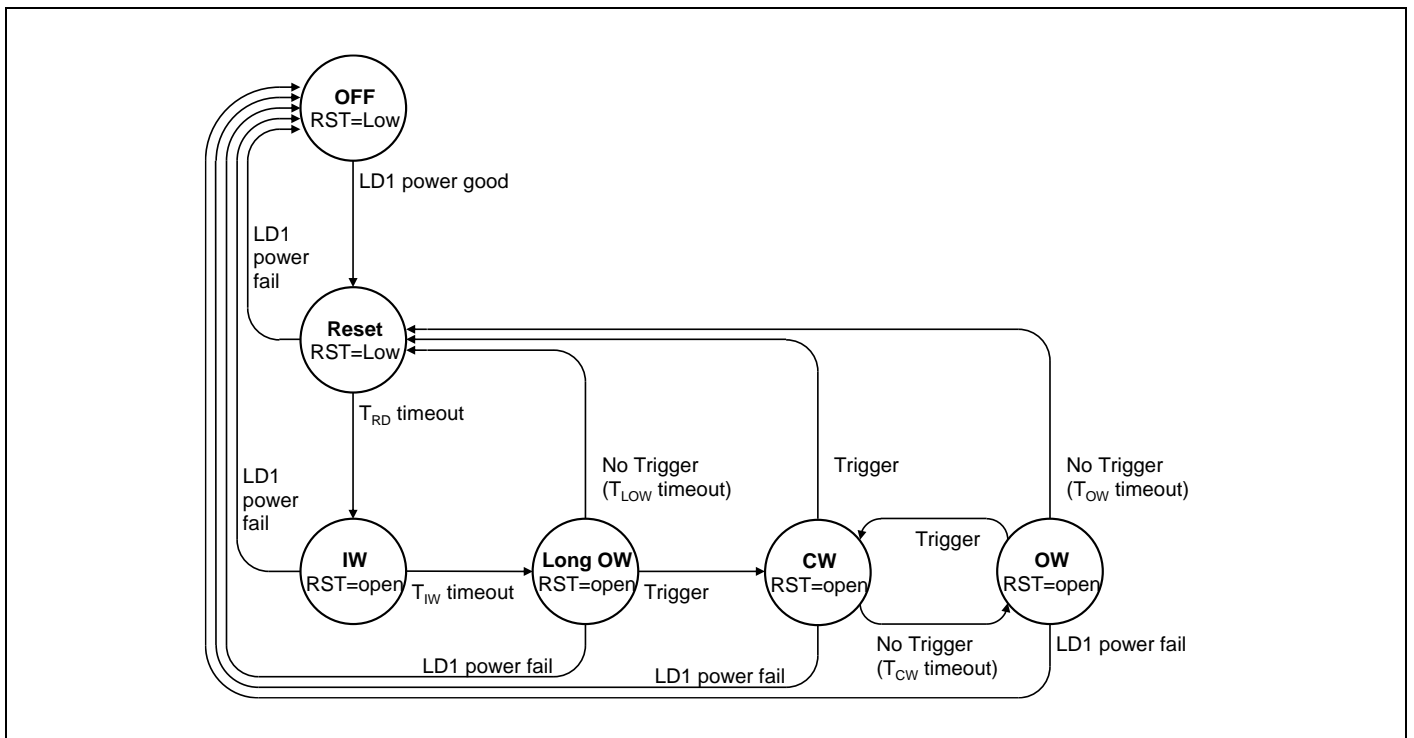 OFF
RST=Low
LD1 power good
LD1
power
fail
Reset
RST=Low
T_RD timeout
LD1
power
fail
No Trigger
(T_LOW timeout)
Trigger
No Trigger
(T_OW timeout)
IW
RST=open
T_IW timeout
Long OW
RST=open
Trigger
CW
RST=open
Trigger
OW
RST=open
No Trigger
(T_CW timeout)
LD1 power fail
LD1 power fail
LD1 power fail